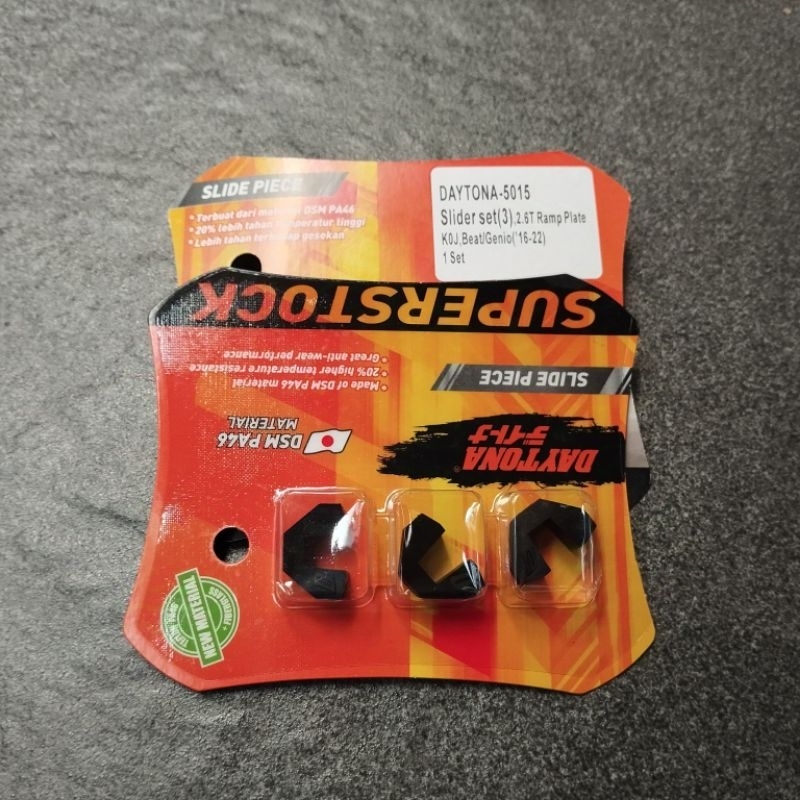 SLIDE PIECE
• Terbuat dari material DSM PA46
• 20% lebih tahan temperatur tinggi
• Lebih tahan terhadap gesekan
DAYTONA-5015
Slider set(3),2.6T Ramp Plate
K0J,Beat/Genio('16-22)
1 Set
SUPERSTOCK
SLIDE PIECE
• Made of DSM PA46 material
• 20% higher temperature resistance
• Great anti-wear performance
DAYTONA®
デイトナ
DSM PA46
MATERIAL
NEW MATERIAL